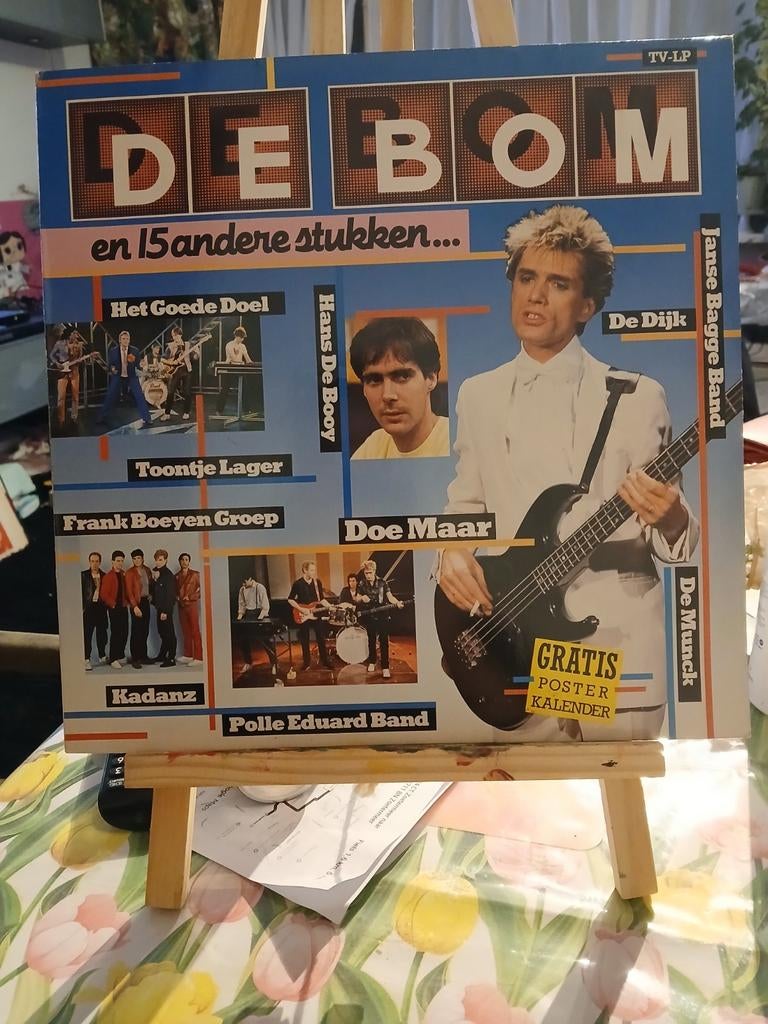 TV-LP
DE BOM
en 15 andere stukken...
Het Goede Doel
Hans De Booy
De Dijk
Janse Bagge Band
Toontje Lager
Frank Boeyen Groep
Doe Maar
De Munck
GRATIS
POSTER
KALENDER
Kadanz
Polle Eduard Band